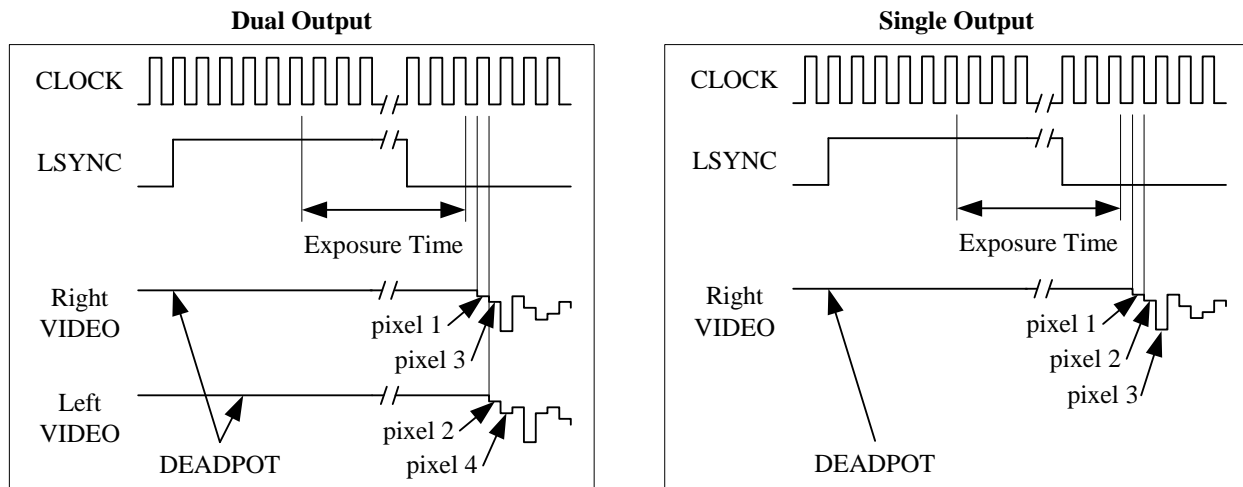 Dual Output
CLOCK
LSYNC
Exposure Time
Right
VIDEO
pixel 1
pixel 3
Left
VIDEO
pixel 2
pixel 4
DEADPOT
Single Output
CLOCK
LSYNC
Exposure Time
Right
VIDEO
pixel 1
pixel 2
pixel 3
DEADPOT